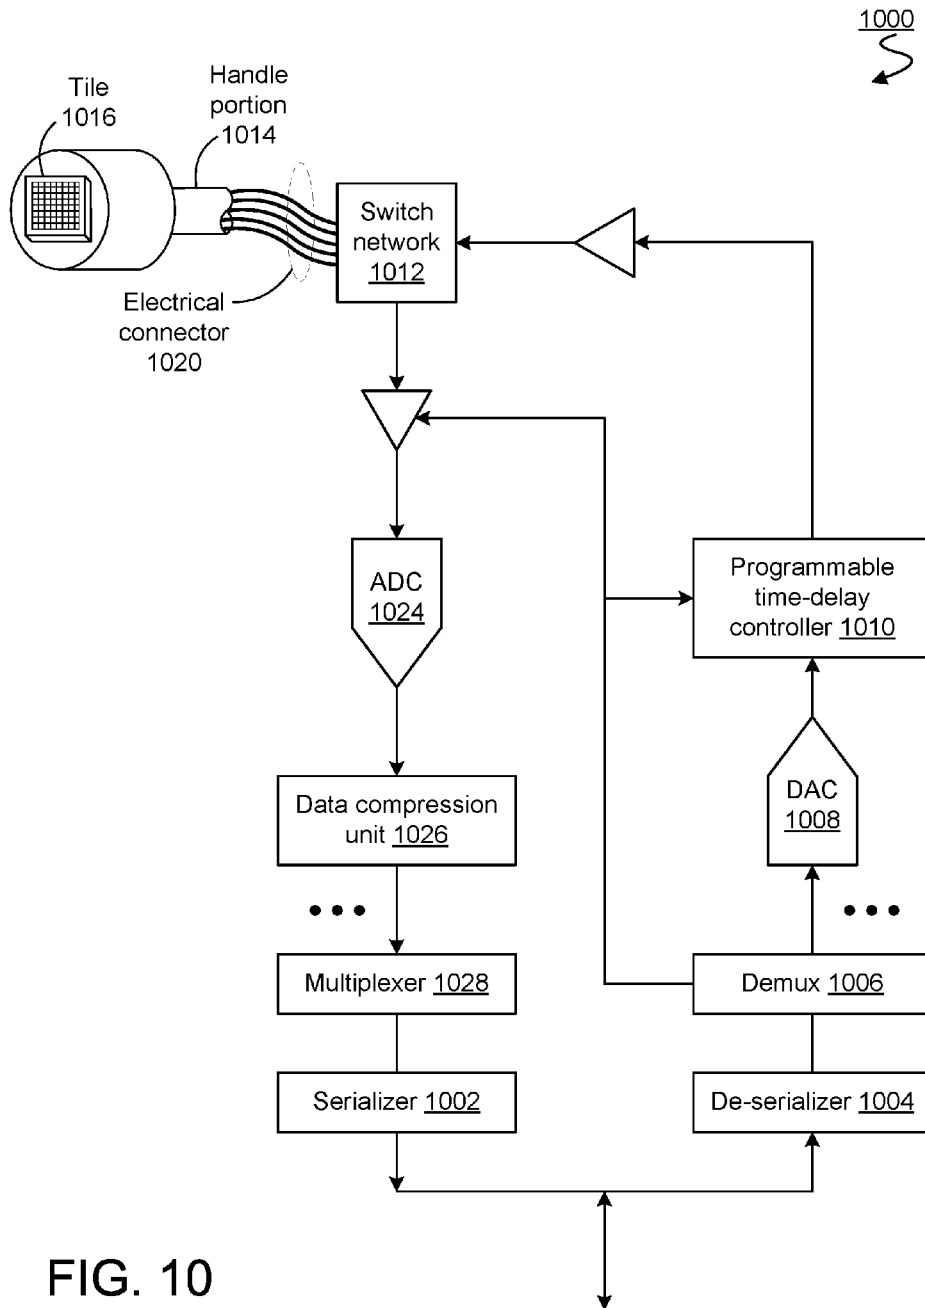 1000
Tile
1016
Handle
portion
1014
Switch
network
1012
Electrical
connector
1020
ADC
1024
Programmable
time-delay
controller 1010
DAC
1008
Data compression
unit 1026
Multiplexer 1028
Demux 1006
Serializer 1002
De-serializer 1004
FIG. 10